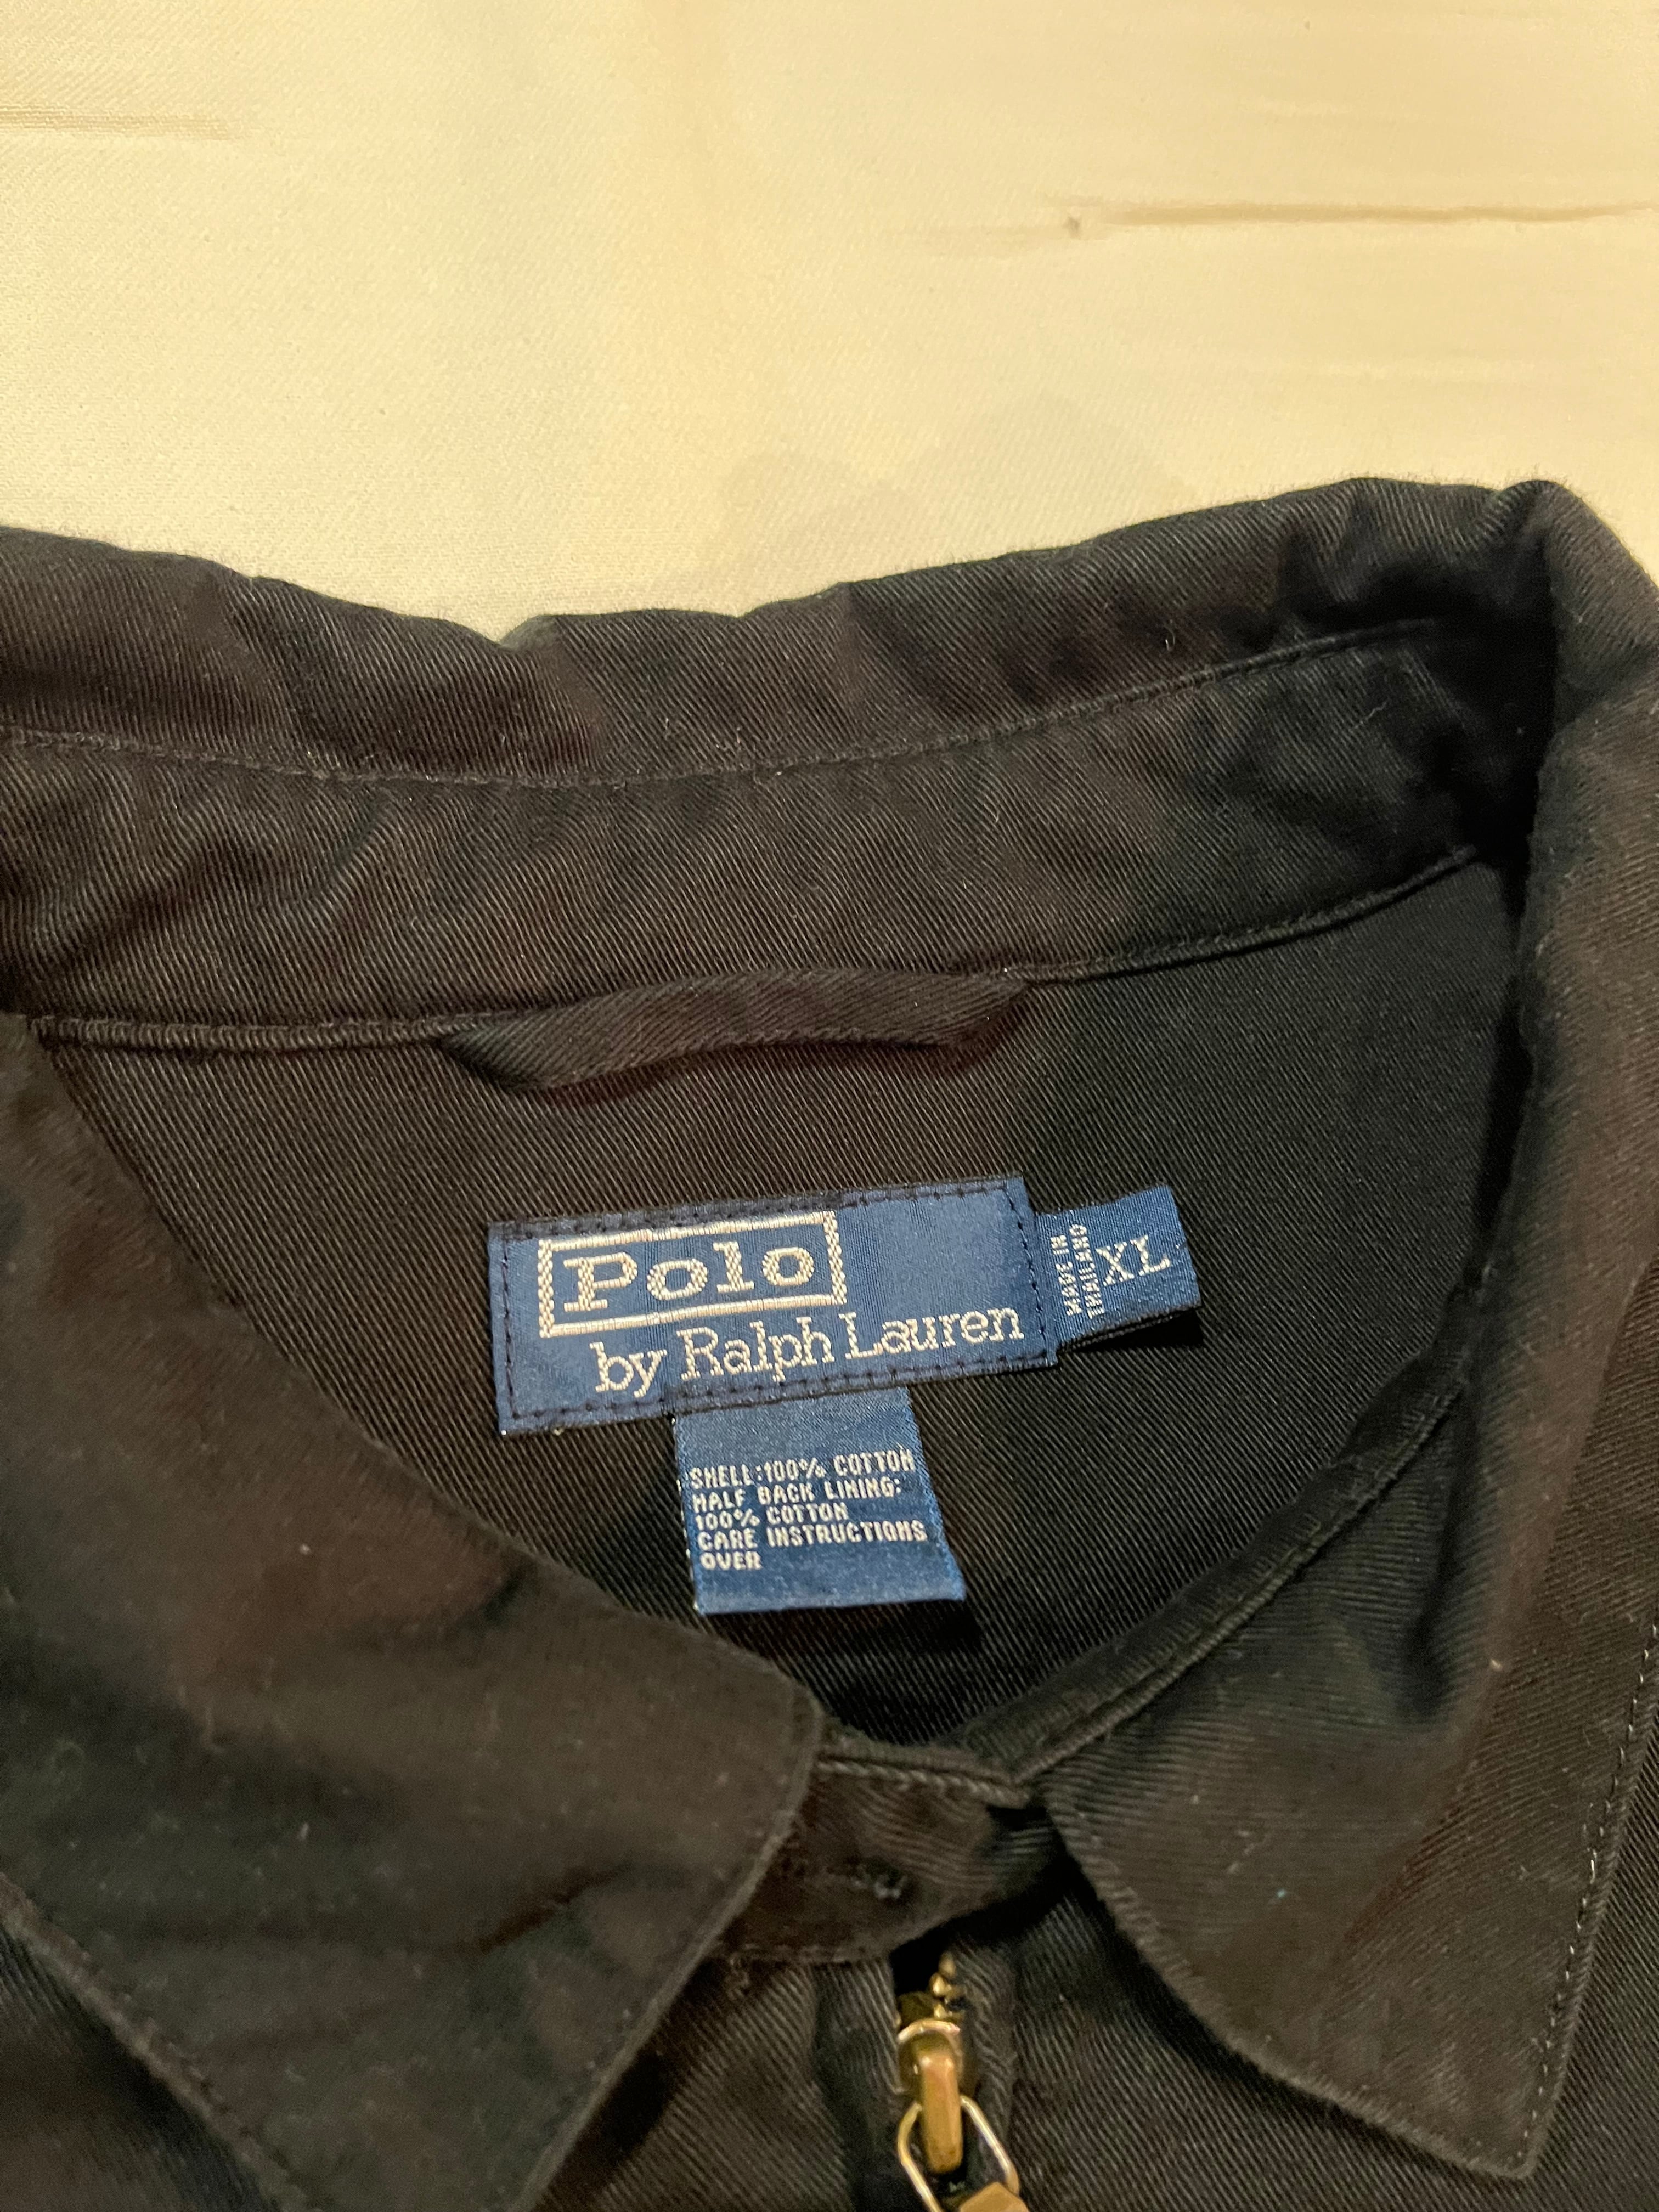 Polo
by Ralph Lauren
MADE IN
THAILAND
XL
SHELL:100% COTTON
HALF BACK LINING:
100% COTTON
CARE INSTRUCTIONS
OVER